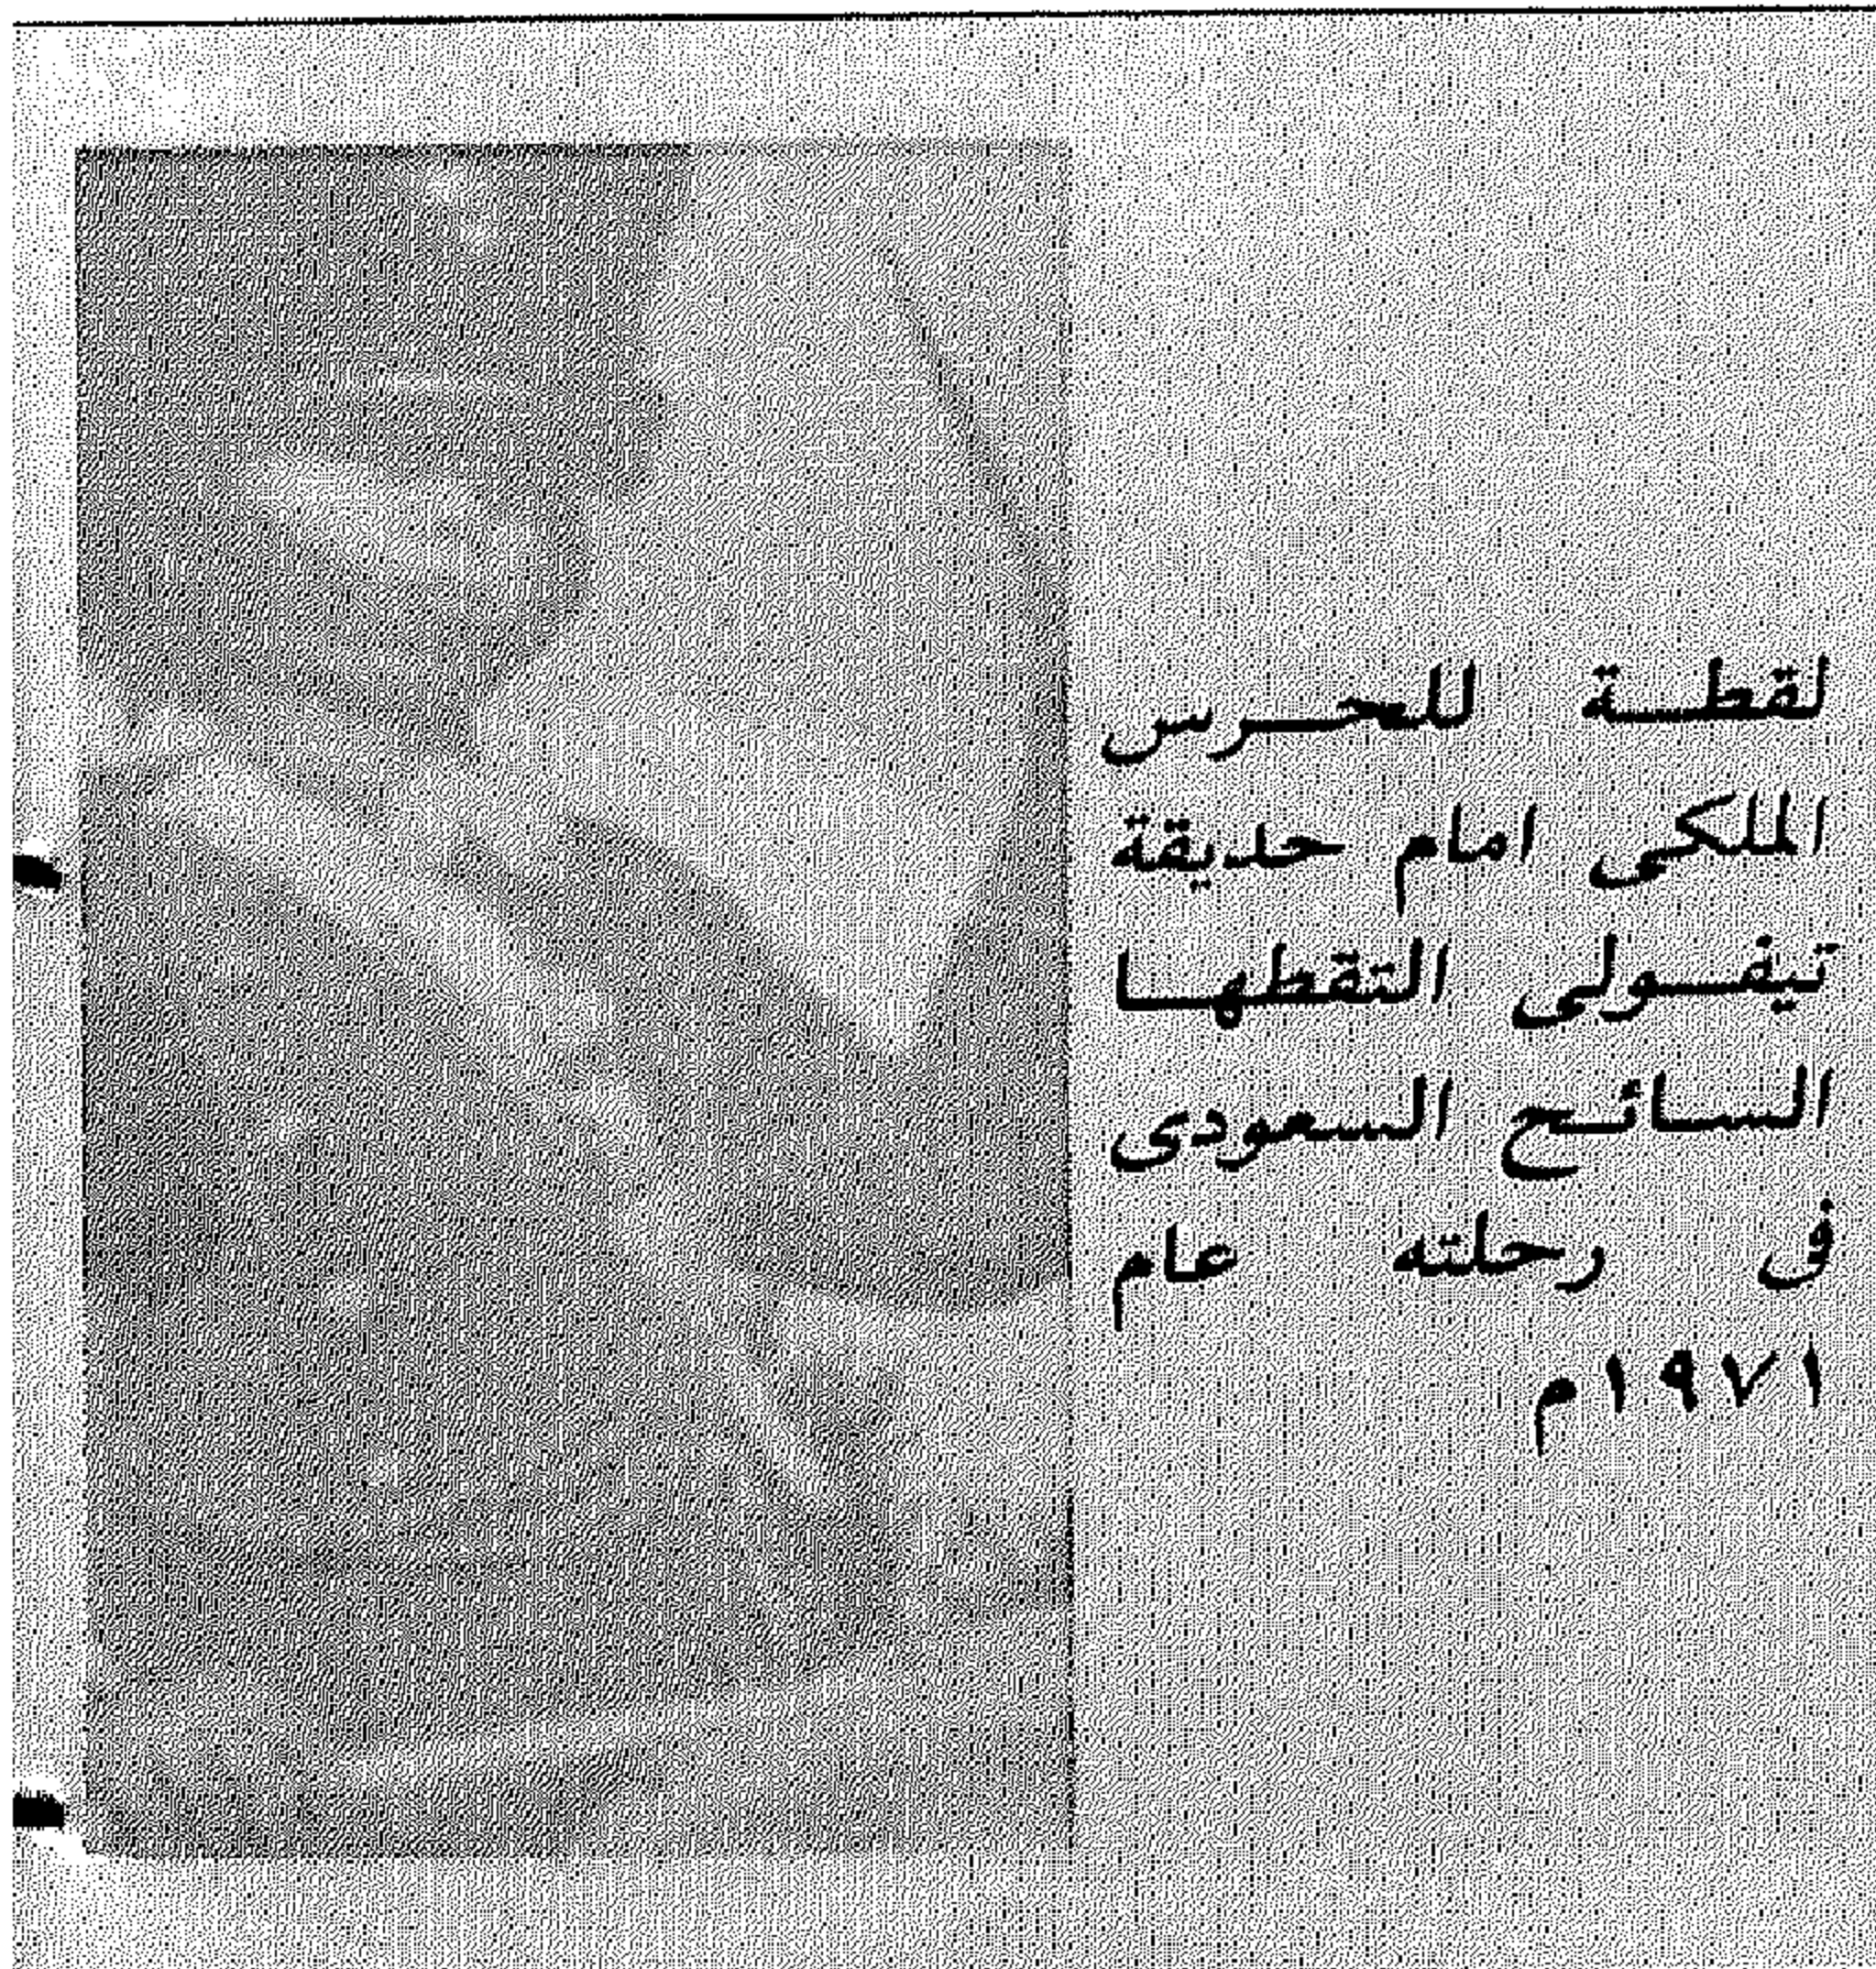 لقطة للحرس
الملكى امام حديقة
تيفولى التقطها
السائح السعودى
فى رحلته عام
١٩٧١م